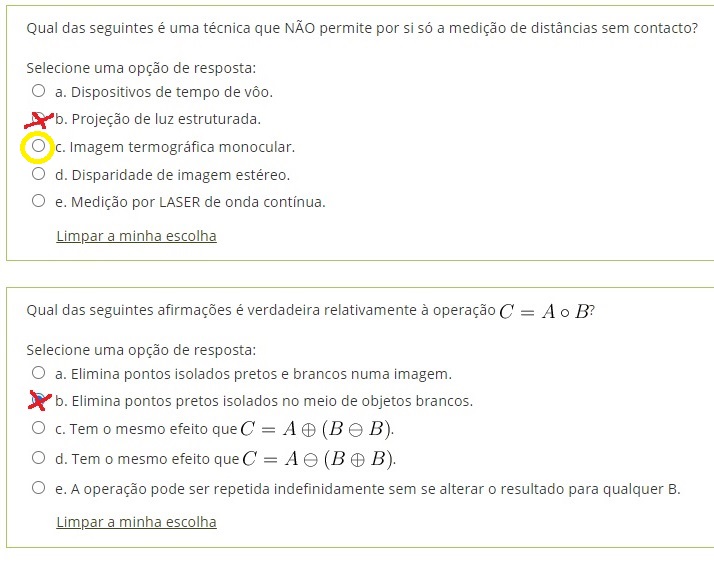 Qual das seguintes é uma técnica que NÃO permite por si só a medição de distâncias sem contacto?
Selecione uma opção de resposta:
a. Dispositivos de tempo de vôo.
b. Projeção de luz estruturada.
c. Imagem termográfica monocular.
d. Disparidade de imagem estéreo.
e. Medição por LASER de onda contínua.
Limpar a minha escolha
Qual das seguintes afirmações é verdadeira relativamente à operação C = A ∘ B?
Selecione uma opção de resposta:
a. Elimina pontos isolados pretos e brancos numa imagem.
b. Elimina pontos pretos isolados no meio de objetos brancos.
c. Tem o mesmo efeito que C = A ⊕ (B ⊖ B).
d. Tem o mesmo efeito que C = A ⊖ (B ⊕ B).
e. A operação pode ser repetida indefinidamente sem se alterar o resultado para qualquer B.
Limpar a minha escolha